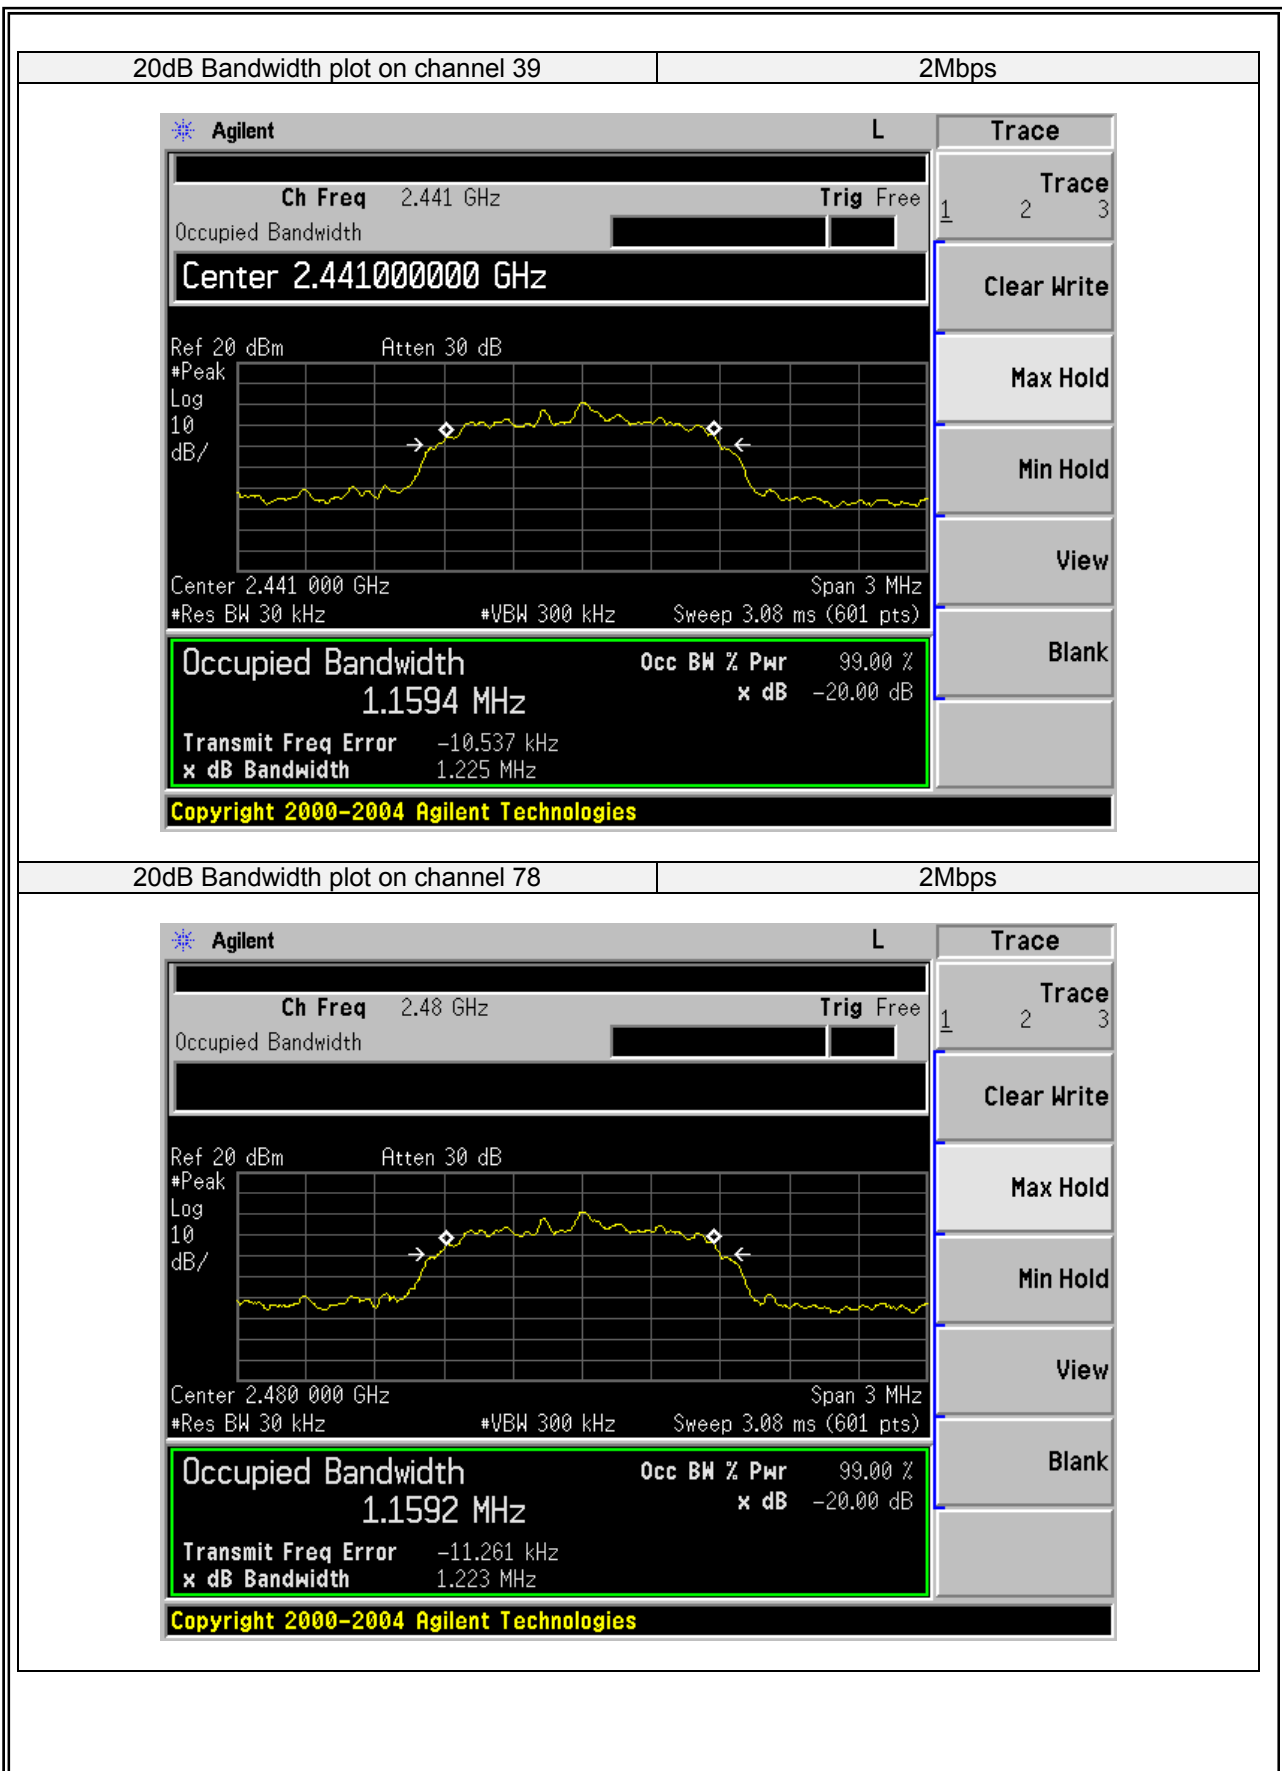 20dB Bandwidth plot on channel 39 2Mbps
Agilent L Trace
Ch Freq 2.441 GHz Trig Free
Trace
1 2 3
Occupied Bandwidth
Center 2.441000000 GHz
Clear Write
Ref 20 dBm Atten 30 dB
#Peak
Log
10
dB/
Max Hold
Min Hold
View
Center 2.441 000 GHz Span 3 MHz
#Res BW 30 kHz #VBW 300 kHz Sweep 3.08 ms (601 pts)
Blank
Occupied Bandwidth Occ BW % Pwr 99.00 %
1.1594 MHz x dB -20.00 dB
Transmit Freq Error -10.537 kHz
x dB Bandwidth 1.225 MHz
Copyright 2000-2004 Agilent Technologies
20dB Bandwidth plot on channel 78 2Mbps
Agilent L Trace
Ch Freq 2.48 GHz Trig Free
Trace
1 2 3
Occupied Bandwidth
Clear Write
Ref 20 dBm Atten 30 dB
#Peak
Log
10
dB/
Max Hold
Min Hold
View
Center 2.480 000 GHz Span 3 MHz
#Res BW 30 kHz #VBW 300 kHz Sweep 3.08 ms (601 pts)
Blank
Occupied Bandwidth Occ BW % Pwr 99.00 %
1.1592 MHz x dB -20.00 dB
Transmit Freq Error -11.261 kHz
x dB Bandwidth 1.223 MHz
Copyright 2000-2004 Agilent Technologies